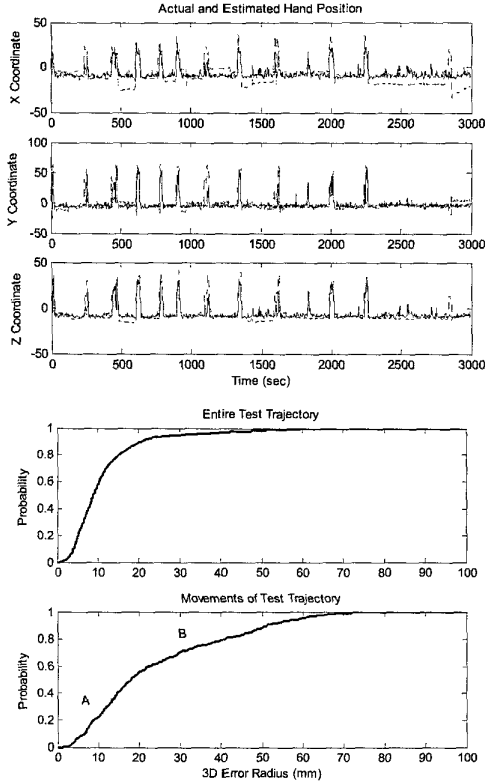 Actual and Estimated Hand Position
50
0
-50
X Coordinate
0 500 1000 1500 2000 2500 3000
100
50
0
-50
Y Coordinate
0 500 1000 1500 2000 2500 3000
50
0
-50
Z Coordinate
0 500 1000 1500 2000 2500 3000
Time (sec)
Entire Test Trajectory
1
0.8
0.6
0.4
0.2
0
Probability
0 10 20 30 40 50 60 70 80 90 100
Movements of Test Trajectory
1
0.8
0.6
0.4
0.2
0
Probability
A
B
0 10 20 30 40 50 60 70 80 90 100
3D Error Radius (mm)